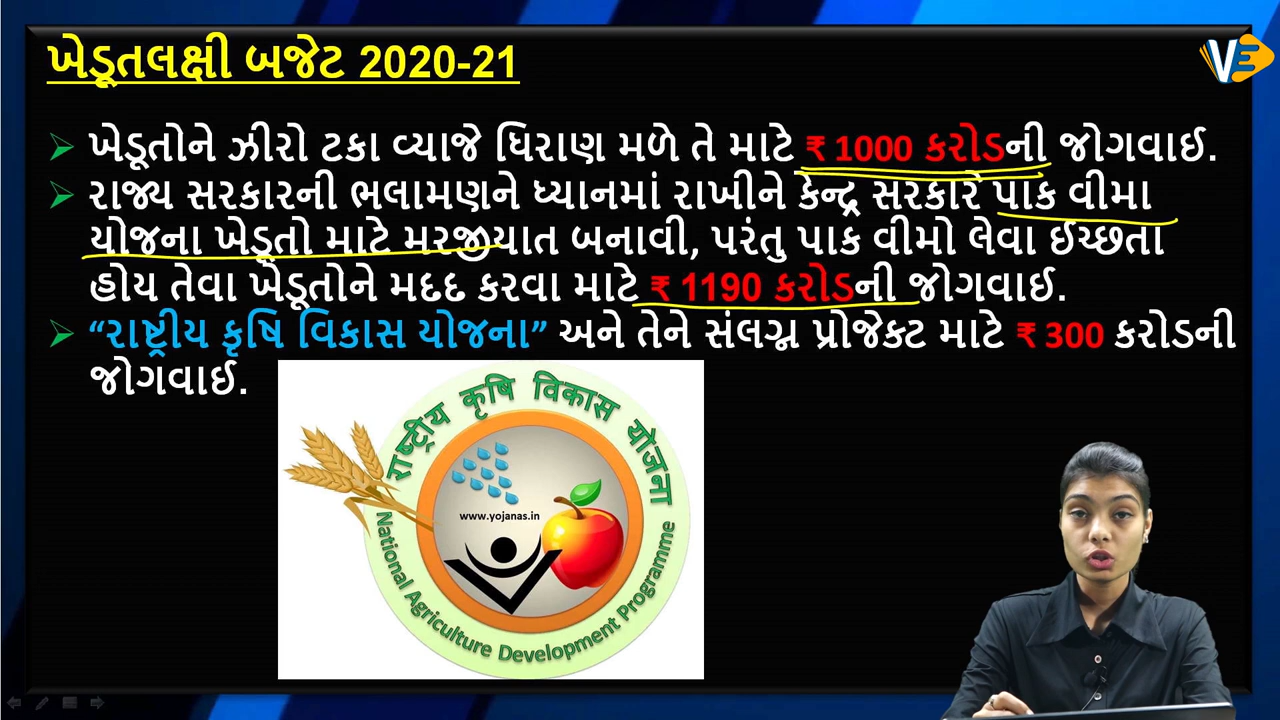 ખેડૂતલક્ષી બજેટ 2020-21
VE
➢ ખેડૂતોને ઝીરો ટકા વ્યાજે ધિરાણ મળે તે માટે ₹ 1000 કરોડની જોગવાઈ.
➢ રાજ્ય સરકારની ભલામણને ધ્યાનમાં રાખીને કેન્દ્ર સરકારે પાક વીમા
યોજના ખેડૂતો માટે મરજીયાત બનાવી, પરંતુ પાક વીમો લેવા ઈચ્છતા
હોય તેવા ખેડૂતોને મદદ કરવા માટે ₹ 1190 કરોડની જોગવાઈ.
➢ “રાષ્ટ્રીય કૃષિ વિકાસ યોજના” અને તેને સંલગ્ન પ્રોજેક્ટ માટે ₹ 300 કરોડની
જોગવાઈ.
राष्ट्रीय कृषि विकास योजना
www.yojanas.in
National Agriculture Development Programme